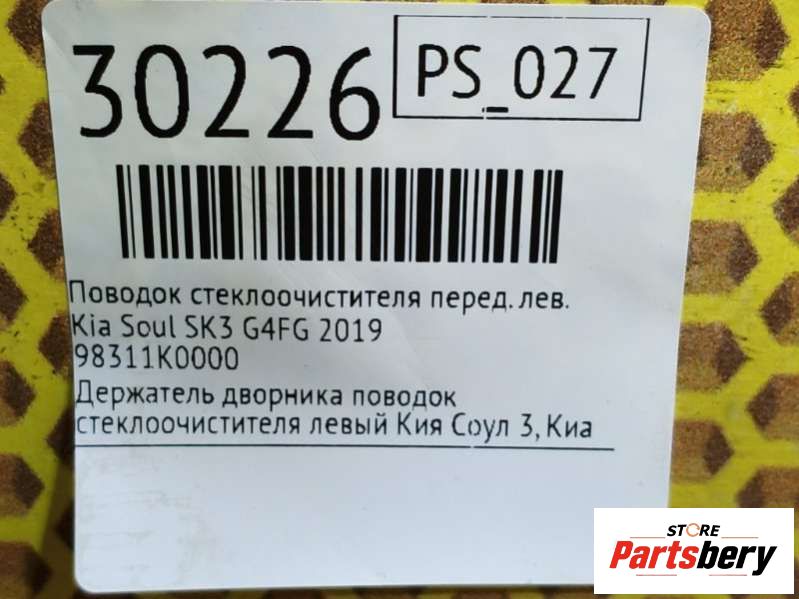 30226
PS_027
Поводок стеклоочистителя перед. лев.
Kia Soul SK3 G4FG 2019
98311K0000
Держатель дворника поводок
стеклоочистителя левый Кия Соул 3, Киа
STORE
Partsbery